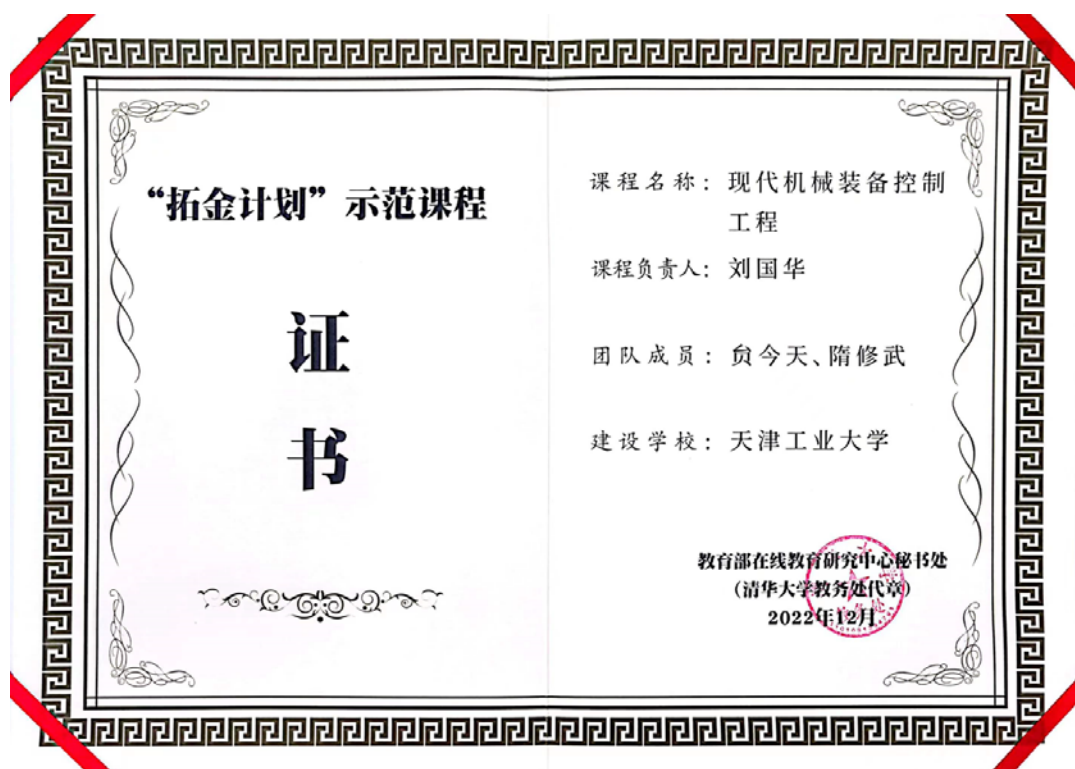 “拓金计划”示范课程
证
书
课程名称：现代机械装备控制
工程
课程负责人：刘国华
团队成员：贠今天、隋修武
建设学校：天津工业大学
教育部在线教育研究中心秘书处
（清华大学教务处代章）
2022年12月